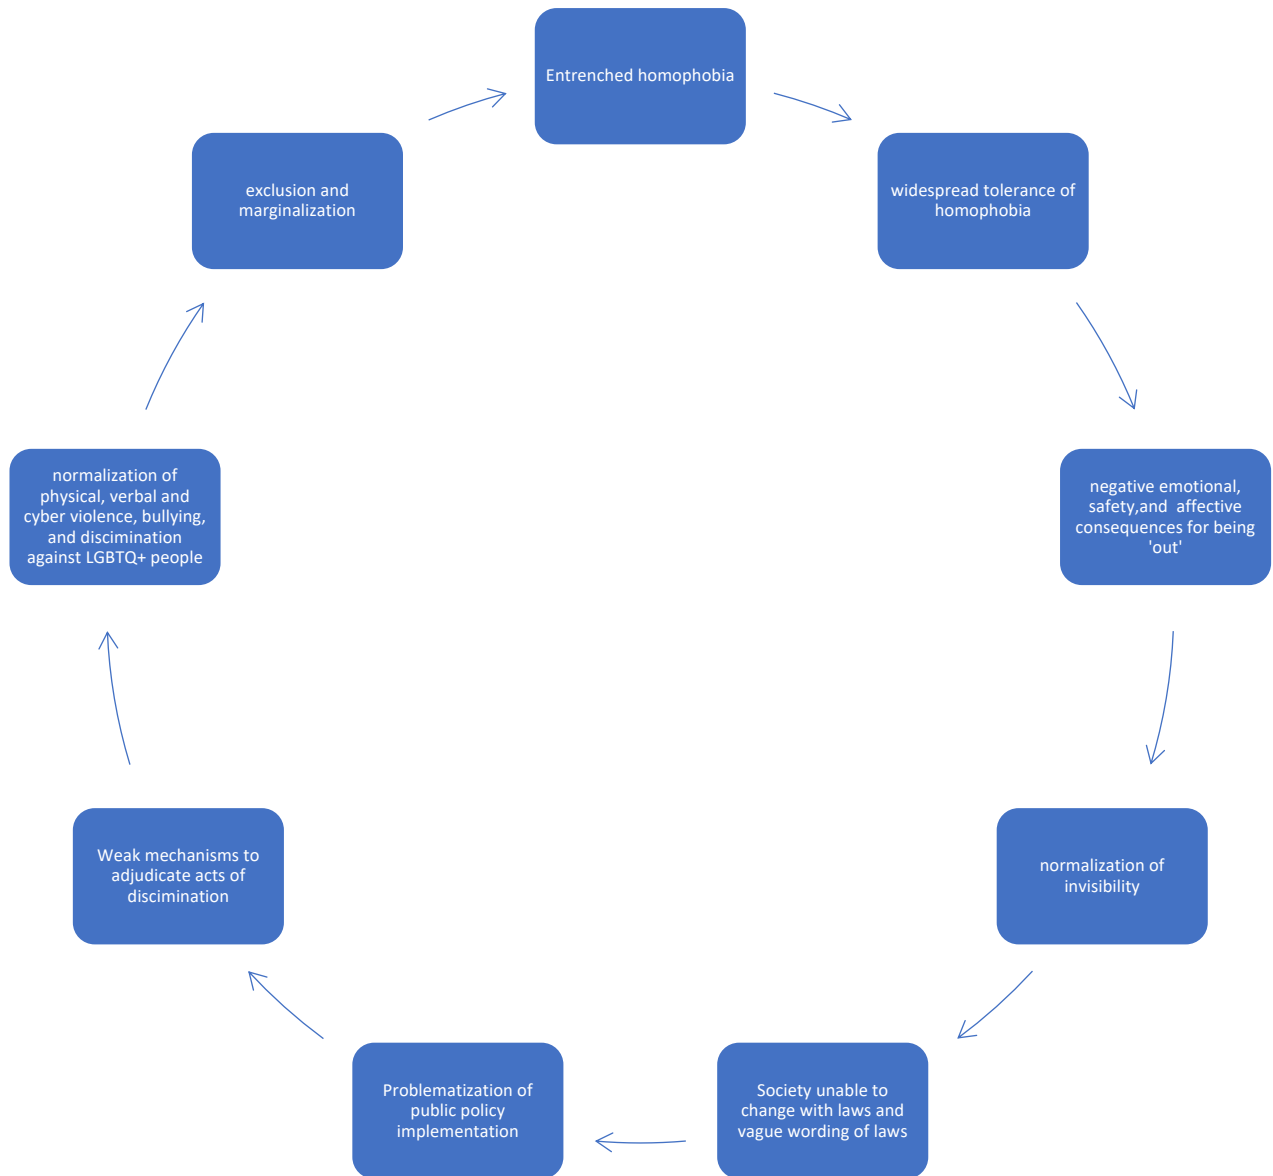 Entrenched homophobia
widespread tolerance of
homophobia
negative emotional,
safety,and  affective
consequences for being
'out'
normalization of
invisibility
Society unable to
change with laws and
vague wording of laws
Problematization of
public policy
implementation
Weak mechanisms to
adjudicate acts of
discimination
normalization of
physical, verbal and
cyber violence, bullying,
and discimination
against LGBTQ+ people
exclusion and
marginalization